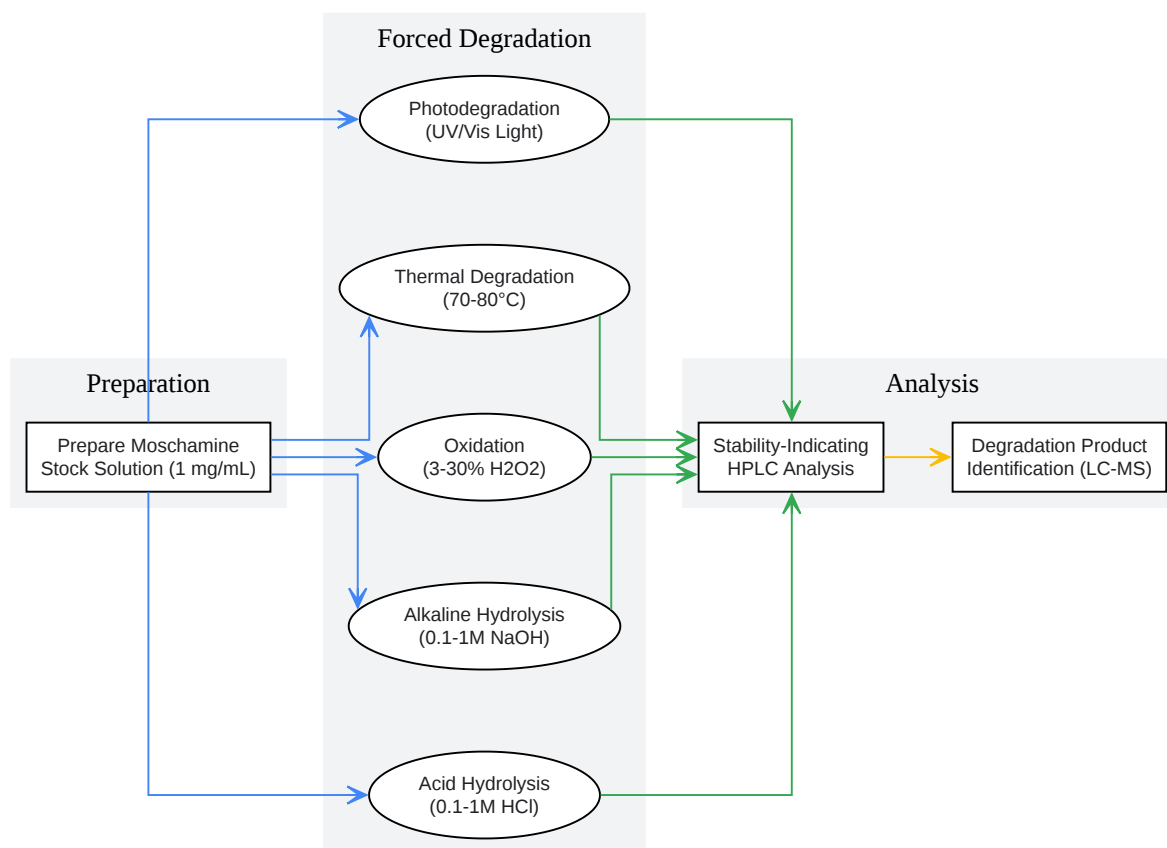 Forced Degradation
Photodegradation
(UV/Vis Light)
Thermal Degradation
(70-80°C)
Preparation
Prepare Moschamine
Stock Solution (1 mg/mL)
Oxidation
(3-30% H2O2)
Analysis
Stability-Indicating
HPLC Analysis
Degradation Product
Identification (LC-MS)
Alkaline Hydrolysis
(0.1-1M NaOH)
Acid Hydrolysis
(0.1-1M HCl)